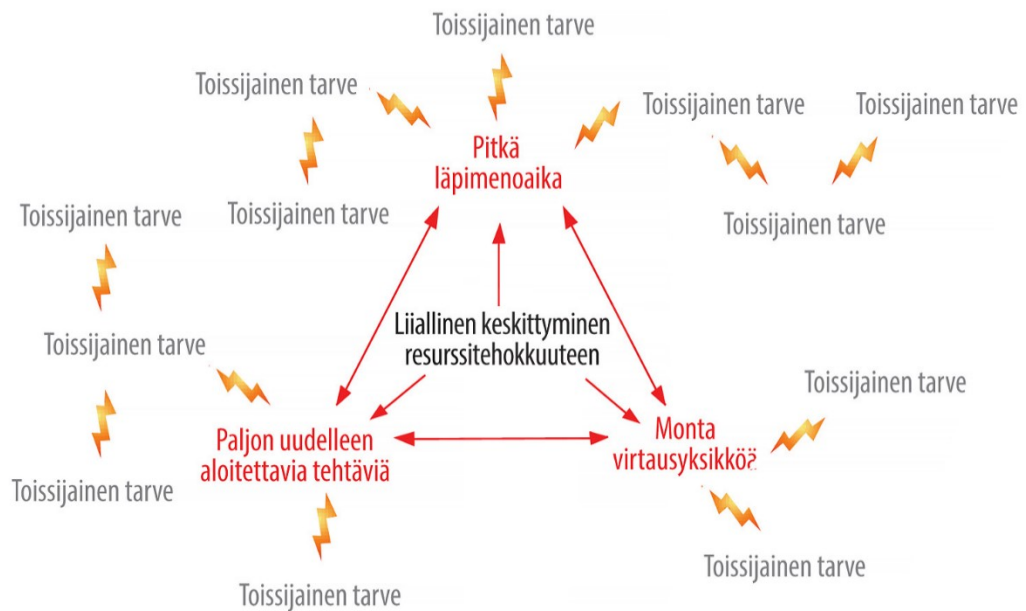 Toissijainen tarve
Toissijainen tarve
Toissijainen tarve
Toissijainen tarve
Pitkä
läpimenoaika
Toissijainen tarve
Toissijainen tarve
Toissijainen tarve
Liiallinen keskittyminen
resurssitehokkuuteen
Toissijainen tarve
Toissijainen tarve
Paljon uudelleen
aloitettavia tehtäviä
Monta
virtausyksikköä
Toissijainen tarve
Toissijainen tarve
Toissijainen tarve